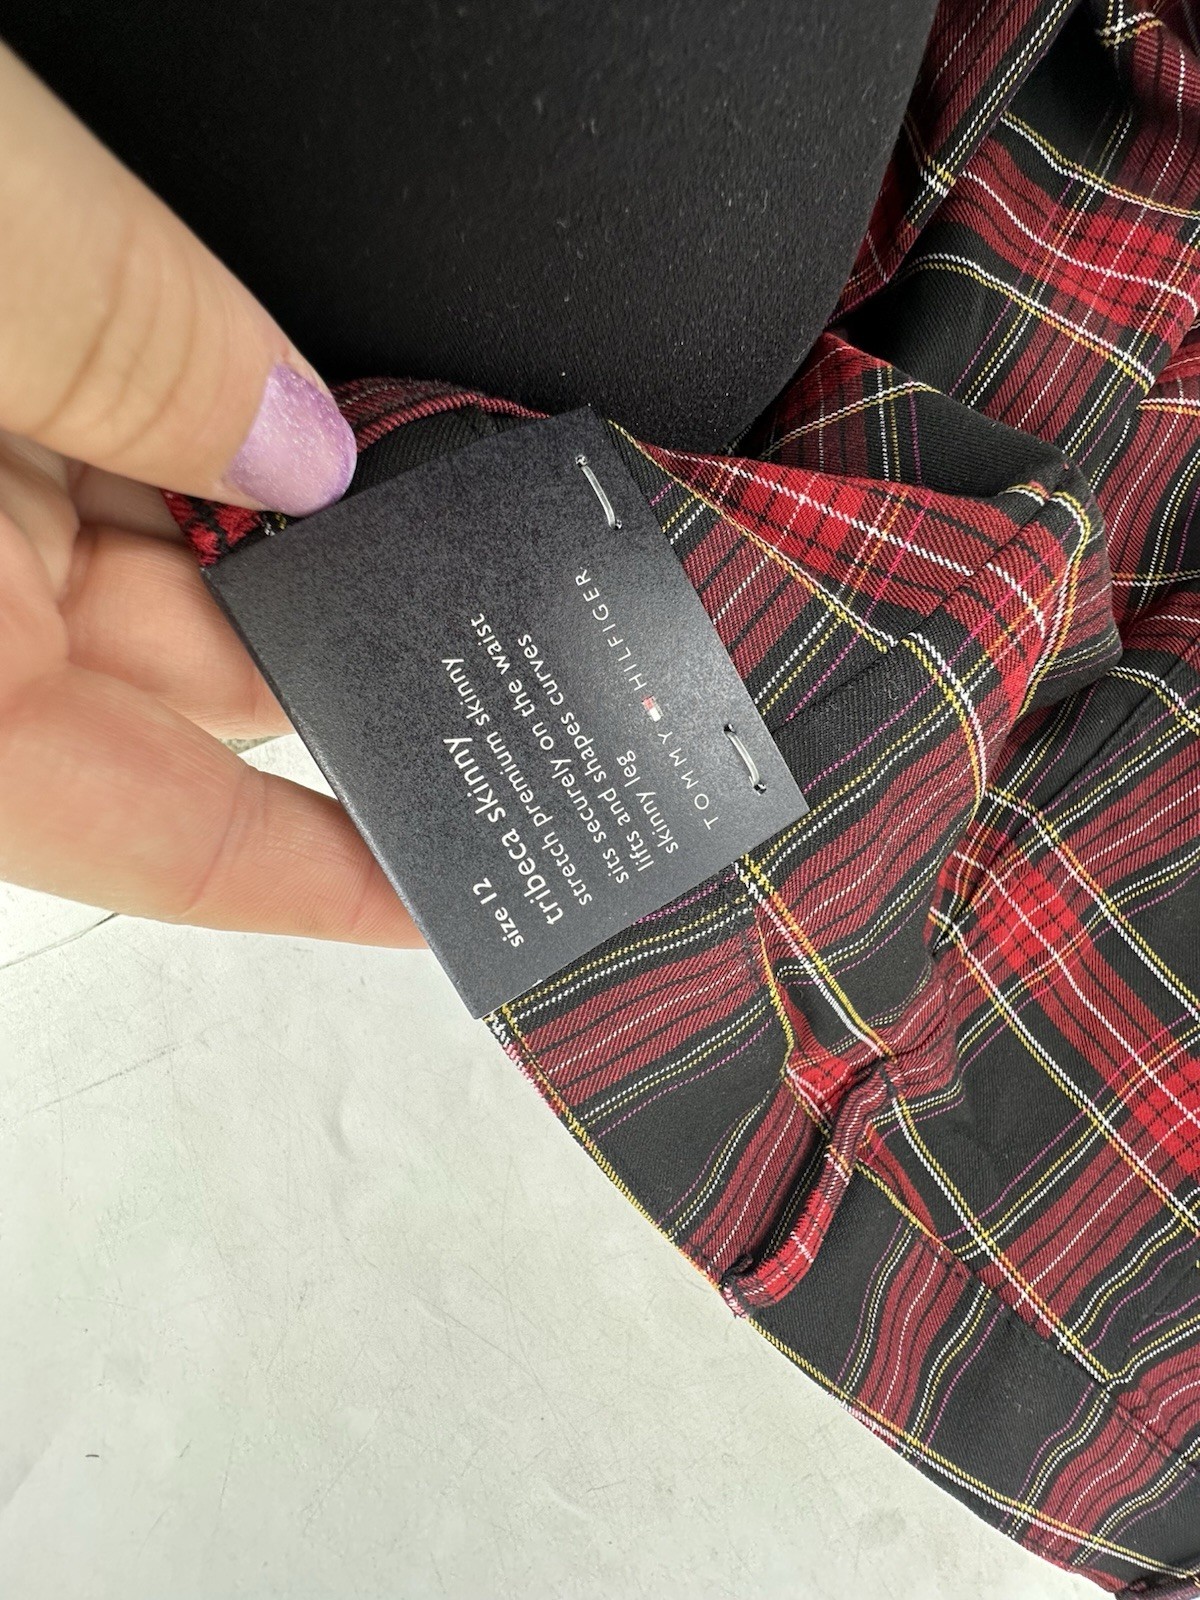 TOMMY HILFIGER
size 12
tribeca skinny
stretch premium skinny
sits securely on the waist
lifts and shapes curves
skinny leg